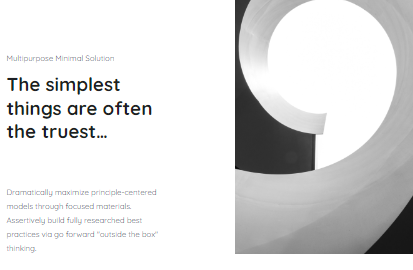 Multipurpose Minimal Solution
The simplest
things are often
the truest...
Dramatically maximize principle-centered
models through focused materials.
Assertively build fully researched best
practices via go forward "outside the box"
thinking.